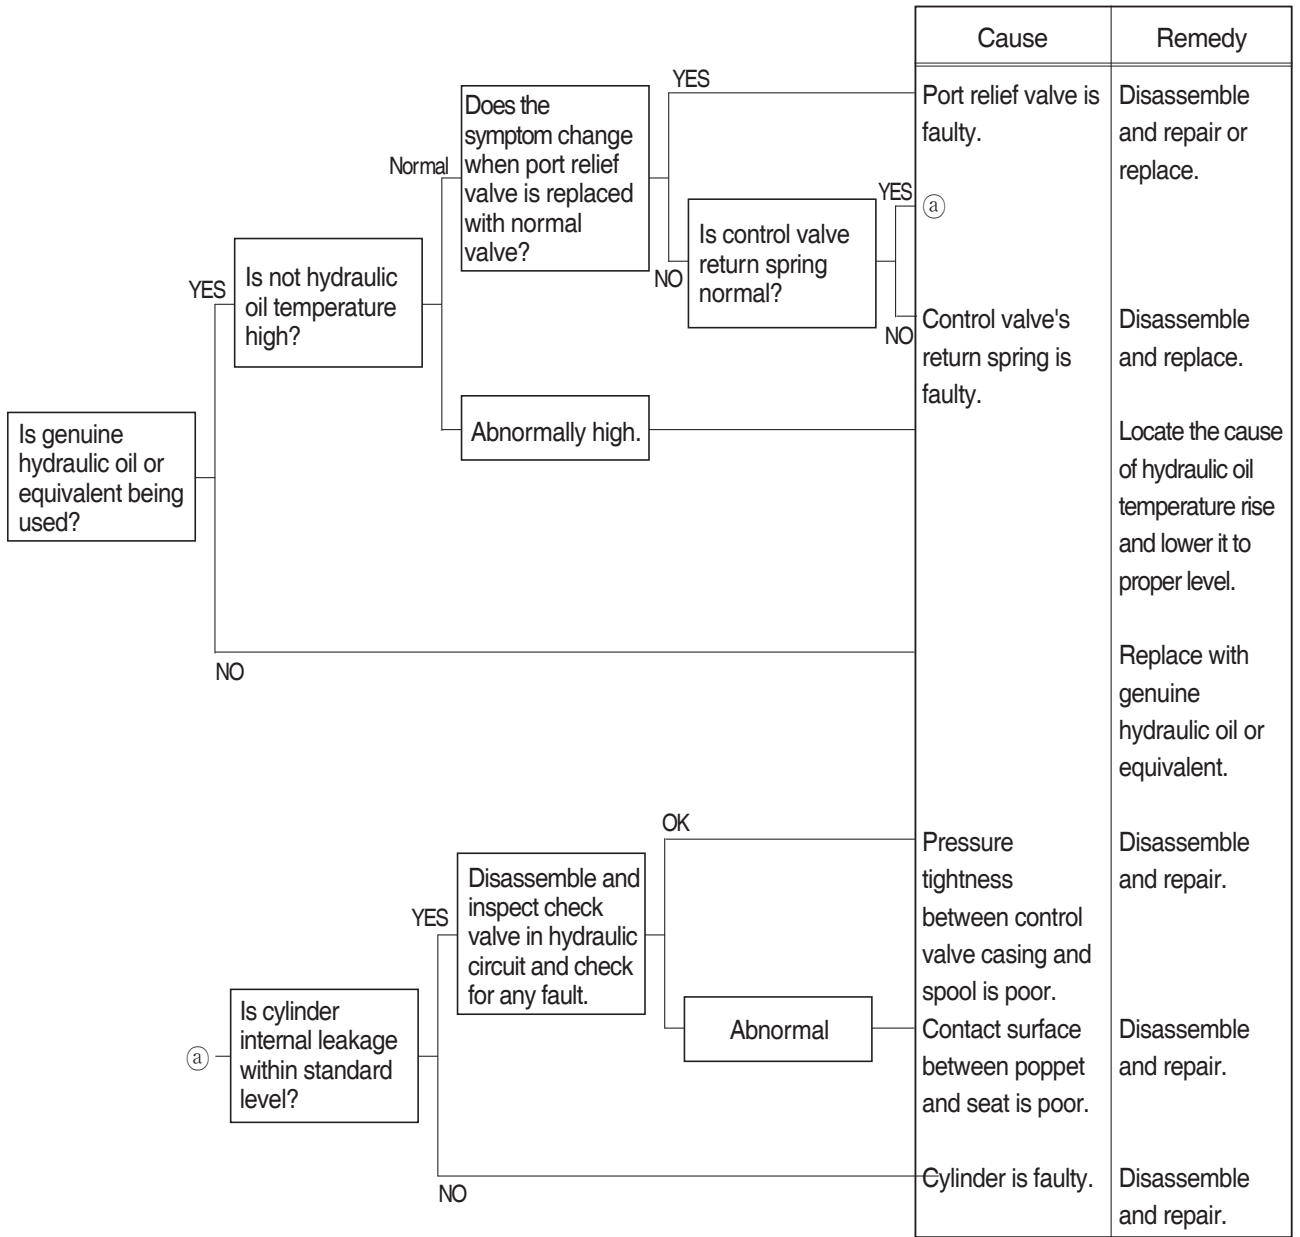 Cause
Remedy
YES
Does the
symptom change
when port relief
valve is replaced
with normal
valve?
Normal
Port relief valve is
faulty.
Disassemble
and repair or
replace.
YES
ⓐ
Is control valve
return spring
normal?
NO
NO
Control valve's
return spring is
faulty.
Disassemble
and replace.
YES
Is not hydraulic
oil temperature
high?
Abnormally high.
Locate the cause
of hydraulic oil
temperature rise
and lower it to
proper level.
Is genuine
hydraulic oil or
equivalent being
used?
NO
Replace with
genuine
hydraulic oil or
equivalent.
OK
Pressure
tightness
between control
valve casing and
spool is poor.
Disassemble
and repair.
YES
Disassemble and
inspect check
valve in hydraulic
circuit and check
for any fault.
Abnormal
Contact surface
between poppet
and seat is poor.
Disassemble
and repair.
ⓐ
Is cylinder
internal leakage
within standard
level?
NO
Cylinder is faulty.
Disassemble
and repair.